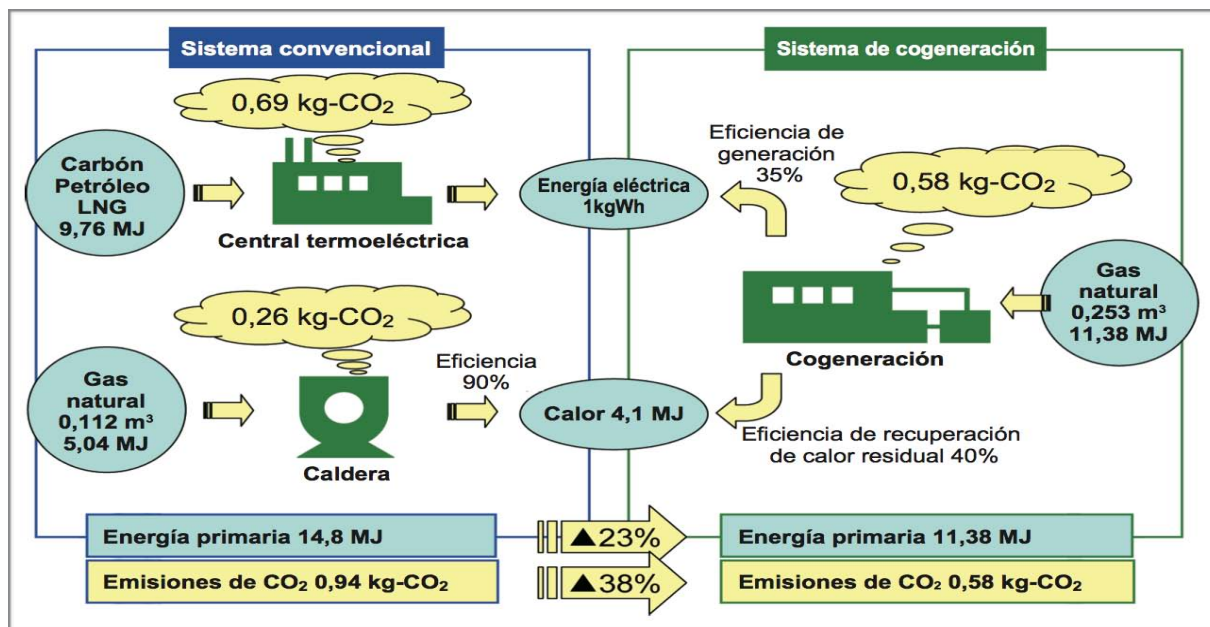 Sistema convencional
Sistema de cogeneración
0,69 kg-CO₂
Carbón
Petróleo
LNG
9,76 MJ
Central termoeléctrica
Energía eléctrica
1kgWh
Eficiencia de
generación
35%
0,58 kg-CO₂
Gas
natural
0,253 m³
11,38 MJ
Cogeneración
0,26 kg-CO₂
Gas
natural
0,112 m³
5,04 MJ
Caldera
Eficiencia
90%
Calor 4,1 MJ
Eficiencia de recuperación
de calor residual 40%
Energía primaria 14,8 MJ
▲23%
Energía primaria 11,38 MJ
Emisiones de CO₂ 0,94 kg-CO₂
▲38%
Emisiones de CO₂ 0,58 kg-CO₂